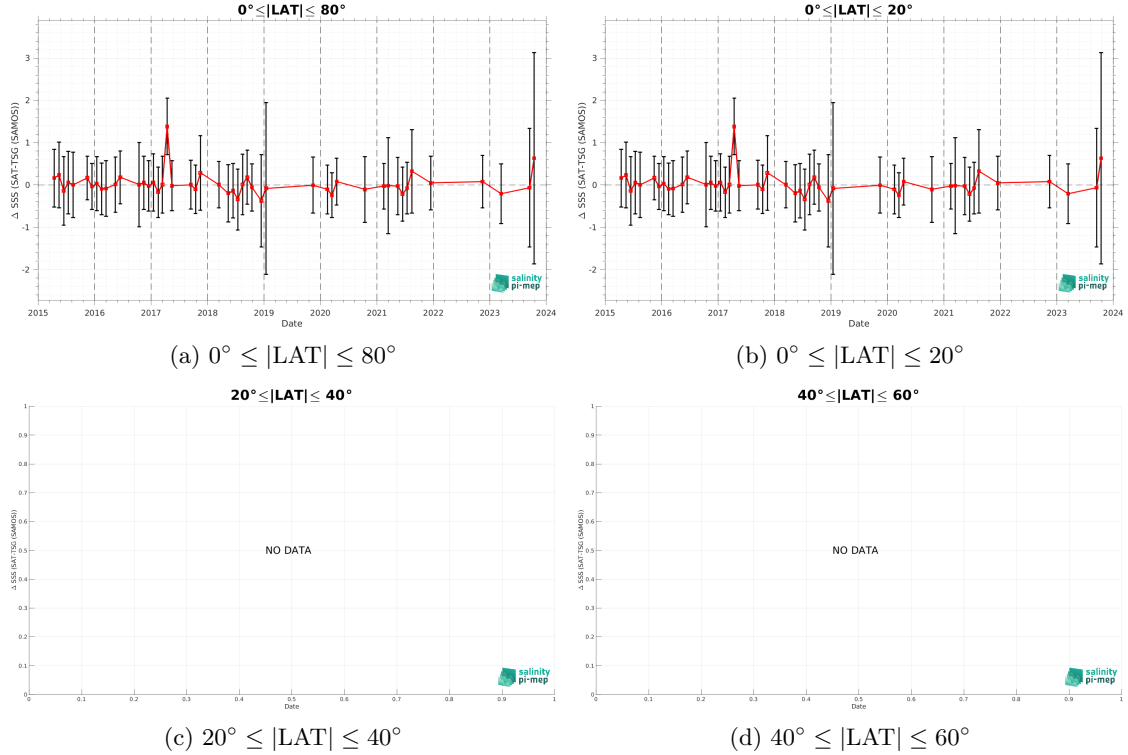 0°≤|LAT|≤ 80°
Δ SSS (SAT-TSG (SAMOS))
3
2
1
0
-1
-2
2015 2016 2017 2018 2019 2020 2021 2022 2023 2024
Date
salinity
pi-mep
(a) 0° ≤ |LAT| ≤ 80°
0°≤|LAT|≤ 20°
Δ SSS (SAT-TSG (SAMOS))
3
2
1
0
-1
-2
2015 2016 2017 2018 2019 2020 2021 2022 2023 2024
Date
salinity
pi-mep
(b) 0° ≤ |LAT| ≤ 20°
20°≤|LAT|≤ 40°
Δ SSS (SAT-TSG (SAMOS))
1
0.9
0.8
0.7
0.6
0.5
0.4
0.3
0.2
0.1
0
NO DATA
0 0.1 0.2 0.3 0.4 0.5 0.6 0.7 0.8 0.9 1
Date
salinity
pi-mep
(c) 20° ≤ |LAT| ≤ 40°
40°≤|LAT|≤ 60°
Δ SSS (SAT-TSG (SAMOS))
1
0.9
0.8
0.7
0.6
0.5
0.4
0.3
0.2
0.1
0
NO DATA
0 0.1 0.2 0.3 0.4 0.5 0.6 0.7 0.8 0.9 1
Date
salinity
pi-mep
(d) 40° ≤ |LAT| ≤ 60°